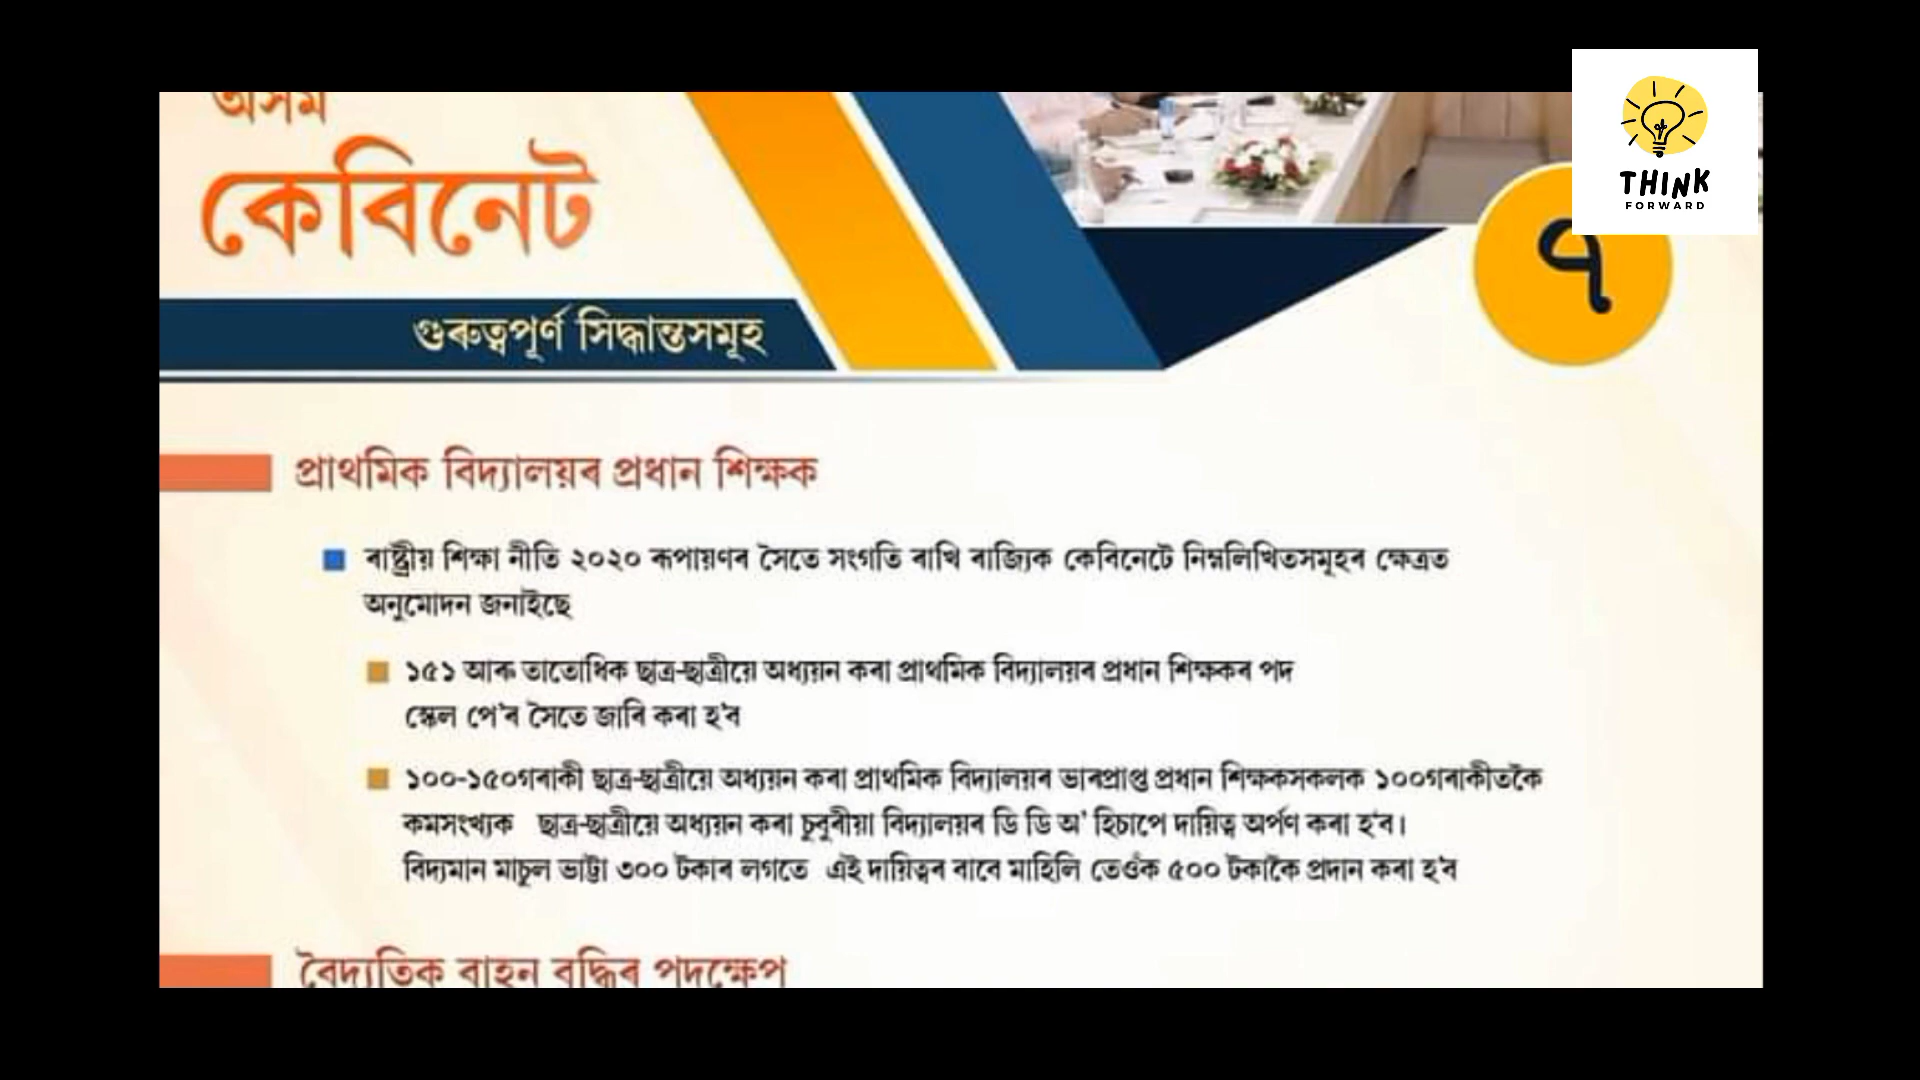 অসম
কেবিনেট
THINK
FORWARD
৭
গুৰুত্বপূৰ্ণ সিদ্ধান্তসমূহ
প্ৰাথমিক বিদ্যালয়ৰ প্ৰধান শিক্ষক
ৰাষ্ট্ৰীয় শিক্ষা নীতি ২০২০ ৰূপায়ণৰ সৈতে সংগতি ৰাখি ৰাজ্যিক কেবিনেটে নিম্নলিখিতসমূহৰ ক্ষেত্ৰত
অনুমোদন জনাইছে
১৫১ আৰু তাতোধিক ছাত্ৰ-ছাত্ৰীয়ে অধ্যয়ন কৰা প্ৰাথমিক বিদ্যালয়ৰ প্ৰধান শিক্ষকৰ পদ
স্কেল পে'ৰ সৈতে জাৰি কৰা হ'ব
১০০-১৫০গৰাকী ছাত্ৰ-ছাত্ৰীয়ে অধ্যয়ন কৰা প্ৰাথমিক বিদ্যালয়ৰ ভাৰপ্ৰাপ্ত প্ৰধান শিক্ষকসকলক ১০০গৰাকীতকৈ
কমসংখ্যক ছাত্ৰ-ছাত্ৰীয়ে অধ্যয়ন কৰা চুবুৰীয়া বিদ্যালয়ৰ ডি ডি অ' হিচাপে দায়িত্ব অৰ্পণ কৰা হ'ব।
বিদ্যমান মাচুল ভাট্টা ৩০০ টকাৰ লগতে এই দায়িত্বৰ বাবে মাহিলি তেওঁক ৫০০ টকাকৈ প্ৰদান কৰা হ'ব
বৈদ্যুতিক বাহন বৃদ্ধিৰ পদক্ষেপ